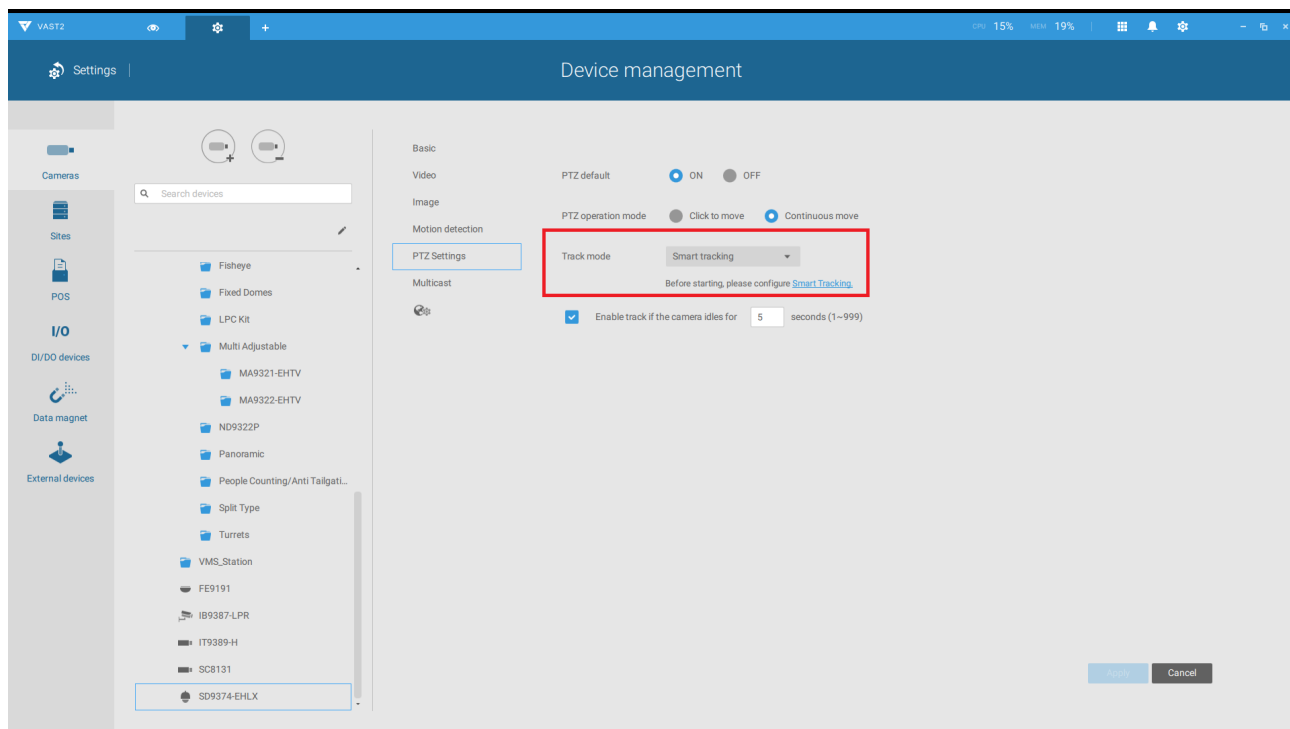 VAST2
CPU 15% MEM 19%
Settings
Device management
Cameras
Sites
POS
I/O
DI/DO devices
Data magnet
External devices
Search devices
Fisheye
Fixed Domes
LPC Kit
Multi Adjustable
MA9321-EHTV
MA9322-EHTV
ND9322P
Panoramic
People Counting/Anti Tailgati...
Split Type
Turrets
VMS_Station
FE9191
IB9387-LPR
IT9389-H
SC8131
SD9374-EHLX
Basic
Video
Image
Motion detection
PTZ Settings
Multicast
PTZ default ON OFF
PTZ operation mode Click to move Continuous move
Track mode Smart tracking
Before starting, please configure Smart Tracking.
Enable track if the camera idles for 5 seconds (1~999)
Apply Cancel